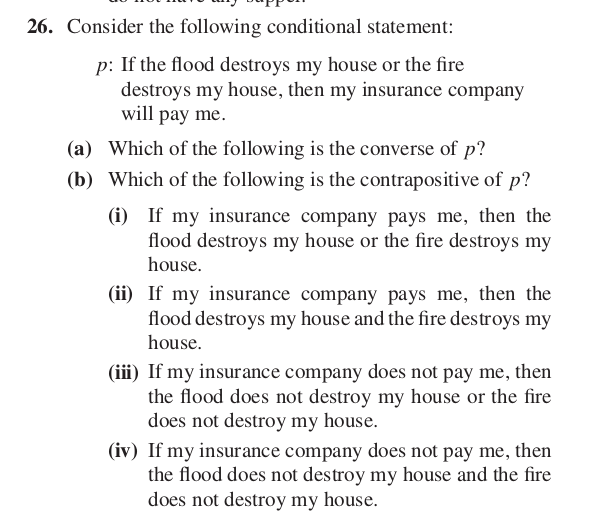 26. Consider the following conditional statement:
p: If the flood destroys my house or the fire
destroys my house, then my insurance company
will pay me.
(a) Which of the following is the converse of p?
(b) Which of the following is the contrapositive of p?
(i) If my insurance company pays me, then the
flood destroys my house or the fire destroys my
house.
(ii) If my insurance company pays me, then the
flood destroys my house and the fire destroys my
house.
(iii) If my insurance company does not pay me, then
the flood does not destroy my house or the fire
does not destroy my house.
(iv) If my insurance company does not pay me, then
the flood does not destroy my house and the fire
does not destroy my house.